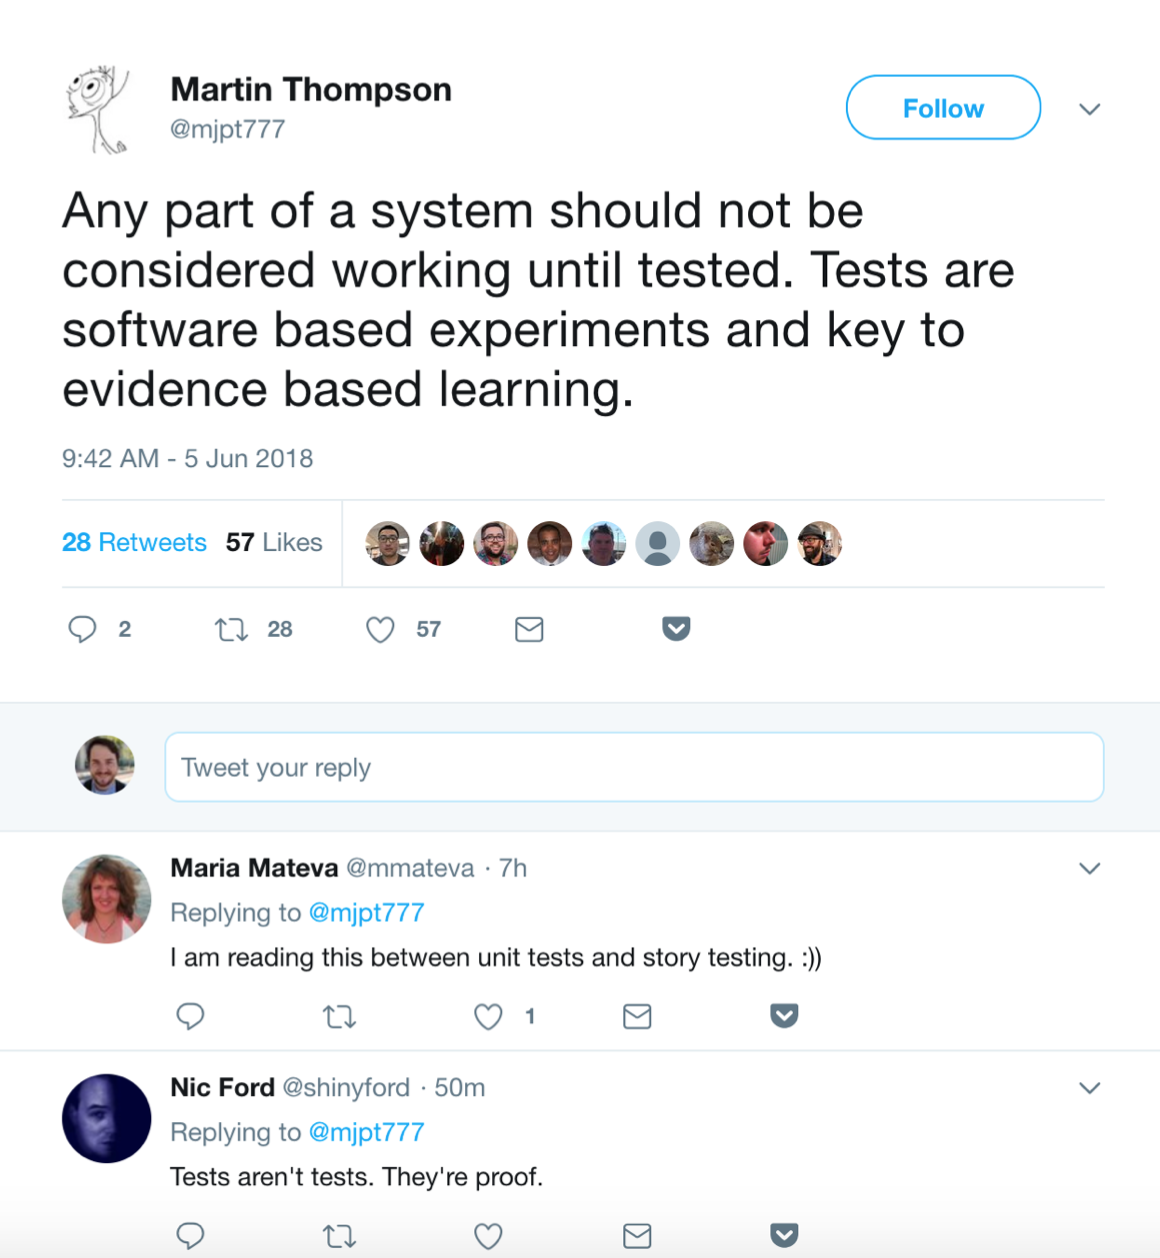 Martin Thompson
@mjpt777
Follow
Any part of a system should not be
considered working until tested. Tests are
software based experiments and key to
evidence based learning.
9:42 AM - 5 Jun 2018
28 Retweets 57 Likes
2 28 57
Tweet your reply
Maria Mateva @mmateva · 7h
Replying to @mjpt777
I am reading this between unit tests and story testing. :))
1
Nic Ford @shinyford · 50m
Replying to @mjpt777
Tests aren't tests. They're proof.